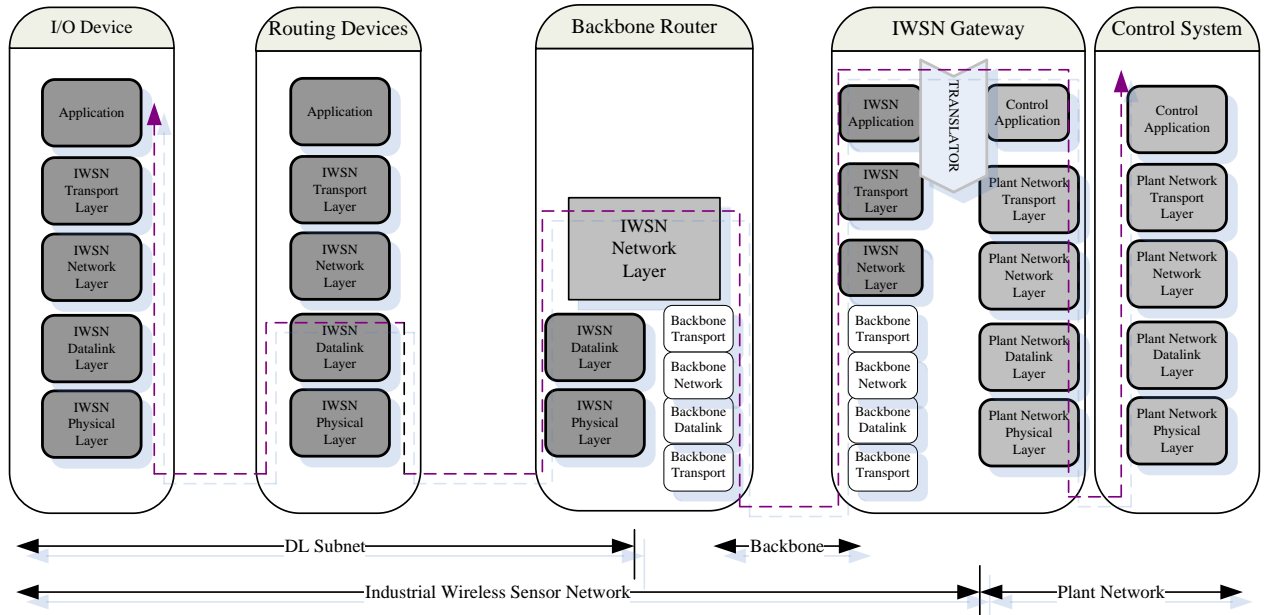 I/O Device
Application
IWSN
Transport
Layer
IWSN
Network
Layer
IWSN
Datalink
Layer
IWSN
Physical
Layer
Routing Devices
Application
IWSN
Transport
Layer
IWSN
Network
Layer
IWSN
Datalink
Layer
IWSN
Physical
Layer
Backbone Router
IWSN
Network
Layer
IWSN
Datalink
Layer
IWSN
Physical
Layer
Backbone
Transport
Backbone
Network
Backbone
Datalink
Backbone
Transport
IWSN Gateway
IWSN
Application
IWSN
Transport
Layer
IWSN
Network
Layer
Backbone
Transport
Backbone
Network
Backbone
Datalink
Backbone
Transport
TRANSLATOR
Control
Application
Plant Network
Transport
Layer
Plant Network
Network
Layer
Plant Network
Datalink
Layer
Plant Network
Physical
Layer
Control System
Control
Application
Plant Network
Transport
Layer
Plant Network
Network
Layer
Plant Network
Datalink
Layer
Plant Network
Physical
Layer
DL Subnet
Backbone
Industrial Wireless Sensor Network
Plant Network